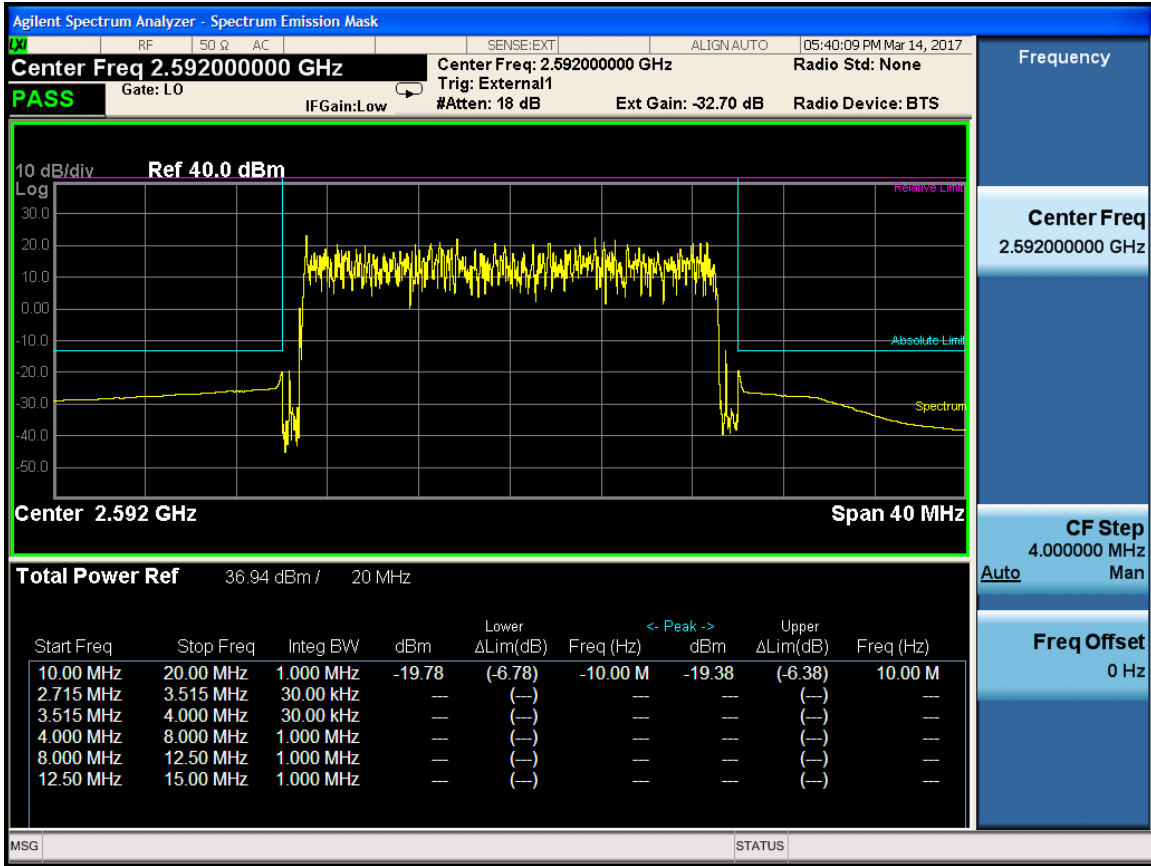 Agilent Spectrum Analyzer - Spectrum Emission Mask
LXI RF 50 Ω AC SENSE:EXT ALIGN AUTO 05:40:09 PM Mar 14, 2017
Center Freq 2.592000000 GHz Center Freq: 2.592000000 GHz Radio Std: None
Trig: External1
PASS Gate: LO IFGain:Low #Atten: 18 dB Ext Gain: -32.70 dB Radio Device: BTS
10 dB/div Ref 40.0 dBm
Log
Relative Limit
30.0
20.0
10.0
0.00
-10.0
Absolute Limit
-20.0
-30.0
Spectrum
-40.0
-50.0
Center 2.592 GHz Span 40 MHz
Total Power Ref 36.94 dBm / 20 MHz
Lower <- Peak -> Upper
Start Freq Stop Freq Integ BW dBm ΔLim(dB) Freq (Hz) dBm ΔLim(dB) Freq (Hz)
10.00 MHz 20.00 MHz 1.000 MHz -19.78 (-6.78) -10.00 M -19.38 (-6.38) 10.00 M
2.715 MHz 3.515 MHz 30.00 kHz --- (---) --- --- (---) ---
3.515 MHz 4.000 MHz 30.00 kHz --- (---) --- --- (---) ---
4.000 MHz 8.000 MHz 1.000 MHz --- (---) --- --- (---) ---
8.000 MHz 12.50 MHz 1.000 MHz --- (---) --- --- (---) ---
12.50 MHz 15.00 MHz 1.000 MHz --- (---) --- --- (---) ---
MSG STATUS
Frequency
Center Freq
2.592000000 GHz
CF Step
4.000000 MHz
Auto Man
Freq Offset
0 Hz